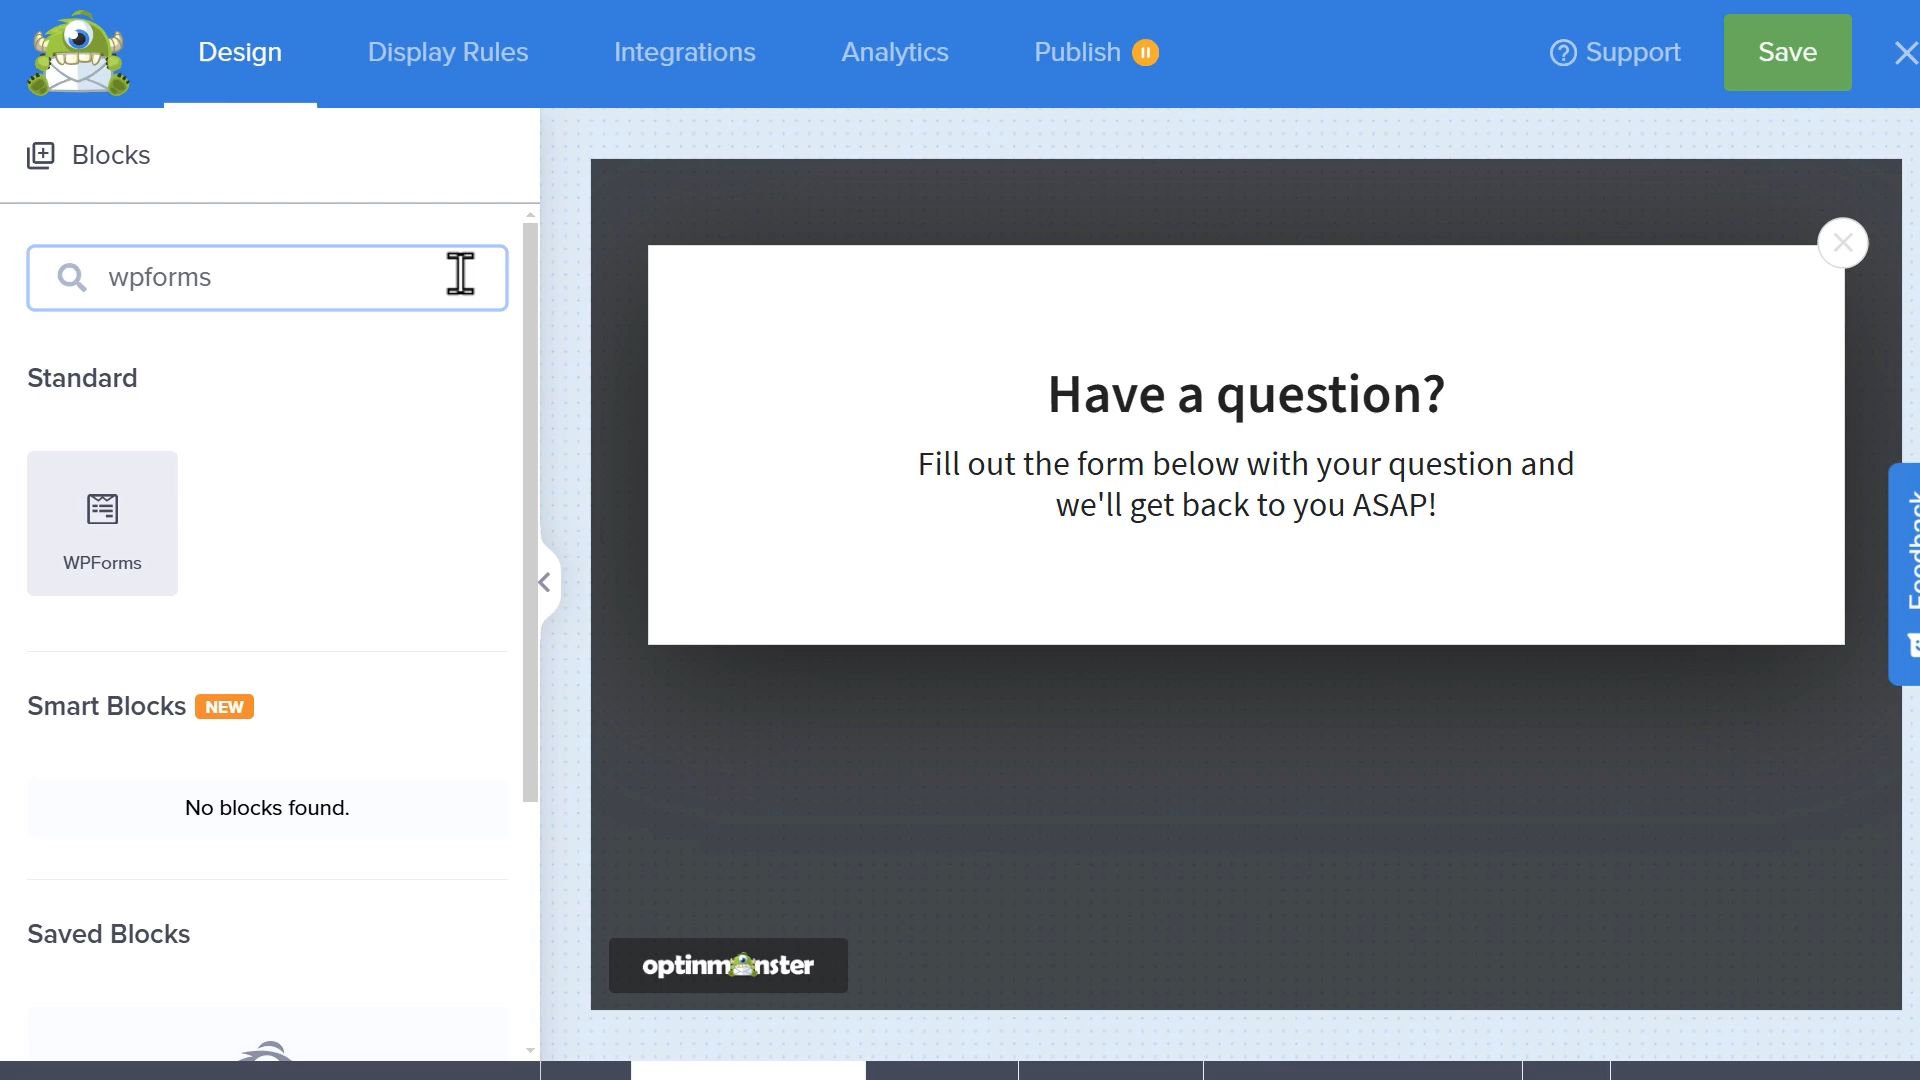 Design
Display Rules
Integrations
Analytics
Publish
Support
Save
Blocks
wpforms
Standard
WPForms
Smart Blocks NEW
No blocks found.
Saved Blocks
Have a question?
Fill out the form below with your question and
we'll get back to you ASAP!
optinmonster
Feedback